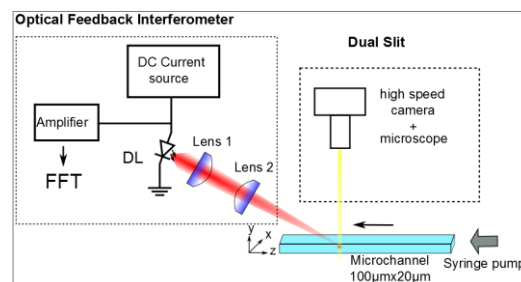 Optical Feedback Interferometer
Dual Slit
DC Current
source
high speed
camera
+
microscope
Amplifier
Lens 1
DL
Lens 2
FFT
y
x
z
Microchannel
100µmx20µm
Syringe pump